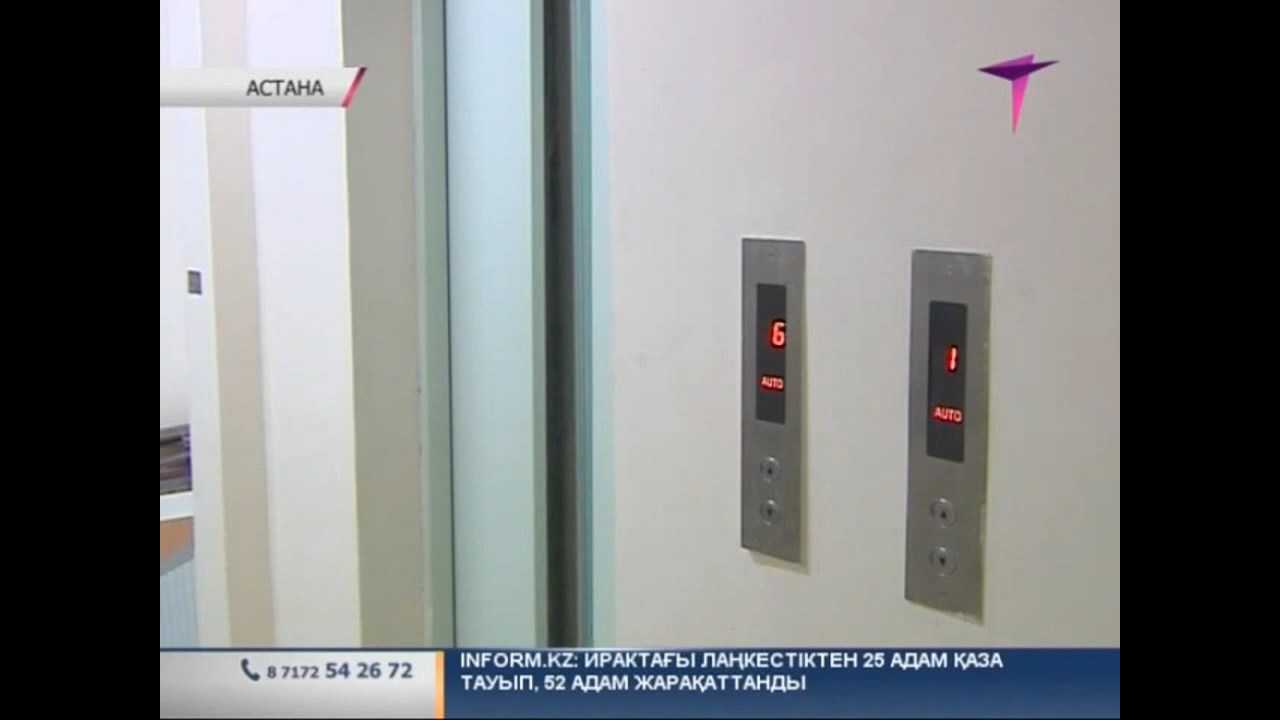 АСТАНА
6
AUTO
1
AUTO
8 7172 54 26 72
INFORM.KZ: ИРАКТАҒЫ ЛАҢКЕСТІКТЕН 25 АДАМ ҚАЗА
ТАУЫП, 52 АДАМ ЖАРАҚАТТАНДЫ